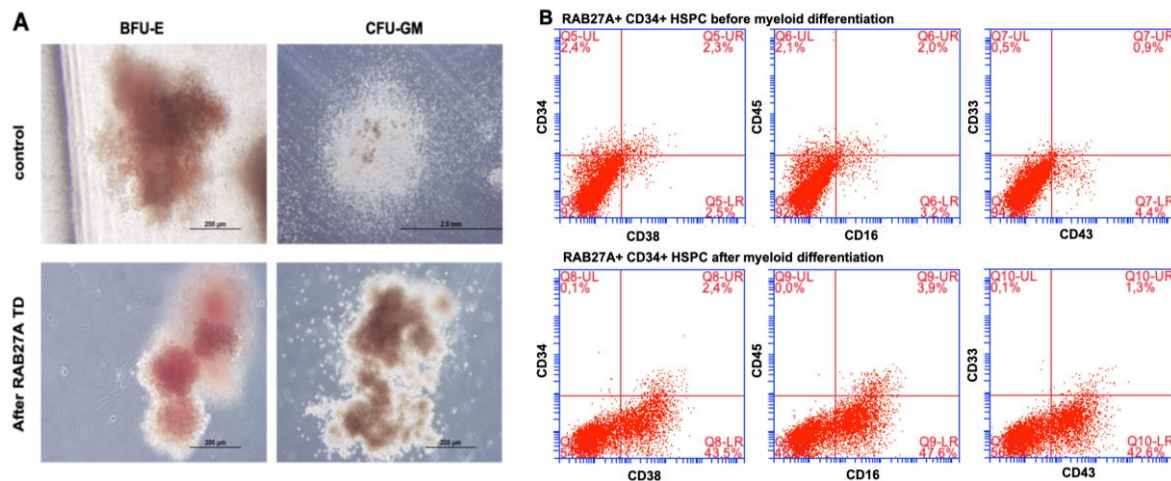 A
BFU-E
CFU-GM
control
200 µm
2.0 mm
After RAB27A TD
200 µm
200 µm
B
RAB27A+ CD34+ HSPC before myeloid differentiation
Q5-UL
2,4%
Q5-UR
2,3%
Q5-LR
2,5%
CD34
CD38
Q6-UL
2,1%
Q6-UR
2,0%
Q6-LR
3,2%
CD45
CD16
Q7-UL
0,5%
Q7-UR
0,9%
Q7-LR
4,4%
CD33
CD43
RAB27A+ CD34+ HSPC after myeloid differentiation
Q8-UL
0,1%
Q8-UR
2,4%
Q8-LR
43,5%
CD34
CD38
Q9-UL
0,0%
Q9-UR
3,9%
Q9-LR
47,6%
CD45
CD16
Q10-UL
0,1%
Q10-UR
1,3%
Q10-LR
42,6%
CD33
CD43